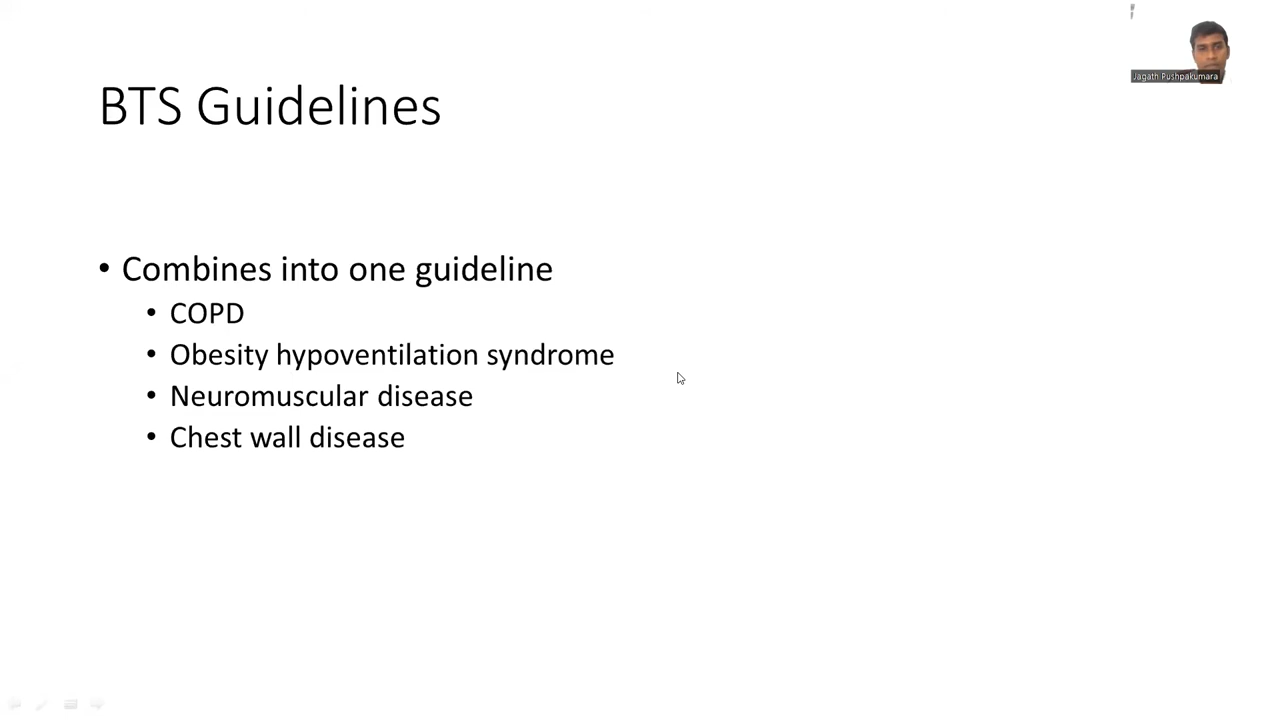 Jagath Pushpakumara
BTS Guidelines
• Combines into one guideline
• COPD
• Obesity hypoventilation syndrome
• Neuromuscular disease
• Chest wall disease